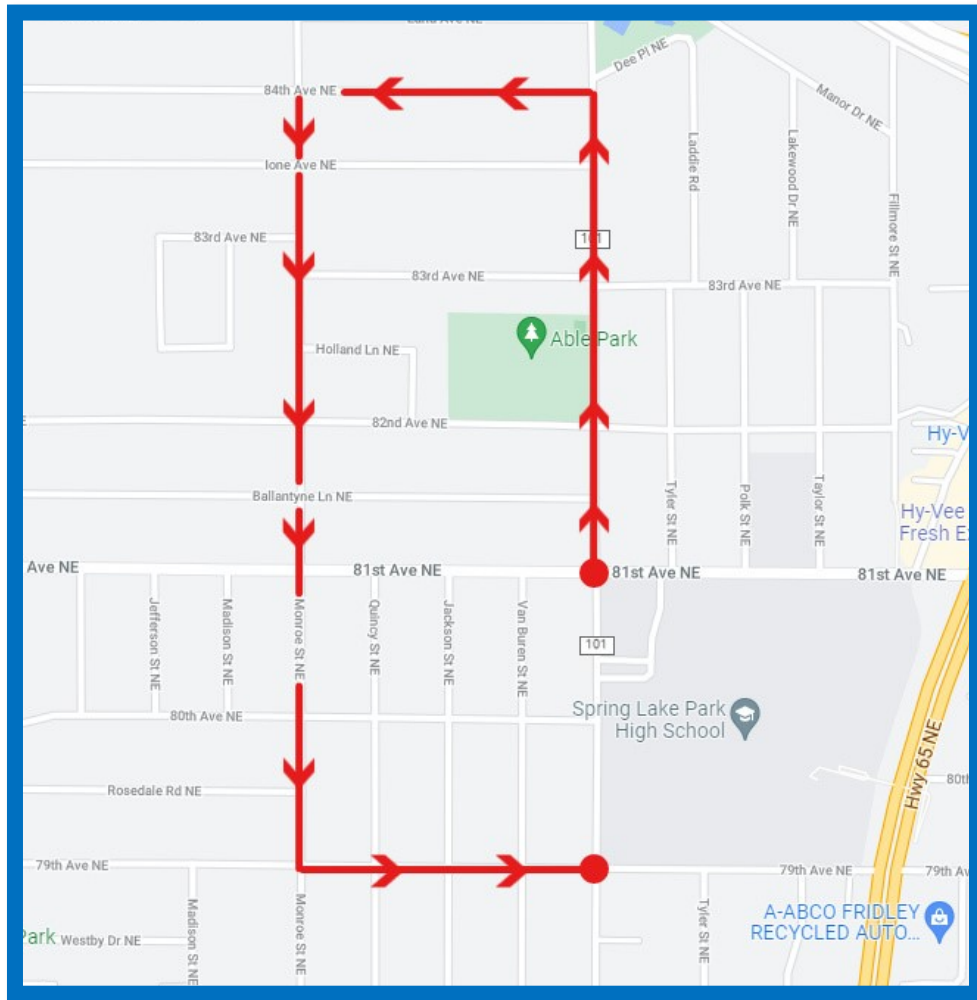 84th Ave NE
Dee Pl NE
Manor Dr NE
Ione Ave NE
Laddie Rd
Lakewood Dr NE
Fillmore St NE
83rd Ave NE
101
83rd Ave NE
83rd Ave NE
Able Park
Holland Ln NE
82nd Ave NE
Hy-V
Ballantyne Ln NE
Tyler St NE
Polk St NE
Taylor St NE
Hy-Vee
Fresh E
Ave NE
81st Ave NE
81st Ave NE
81st Ave NE
Jefferson St NE
Madison St NE
Monroe St NE
Quincy St NE
Jackson St NE
Van Buren St NE
101
80th Ave NE
Spring Lake Park
High School
Hwy 65 NE
Rosedale Rd NE
80th
79th Ave NE
79th Ave NE
79th Av
Madison St NE
Monroe St NE
Tyler St NE
A-ABCO FRIDLEY
RECYCLED AUTO...
Park
Westby Dr NE